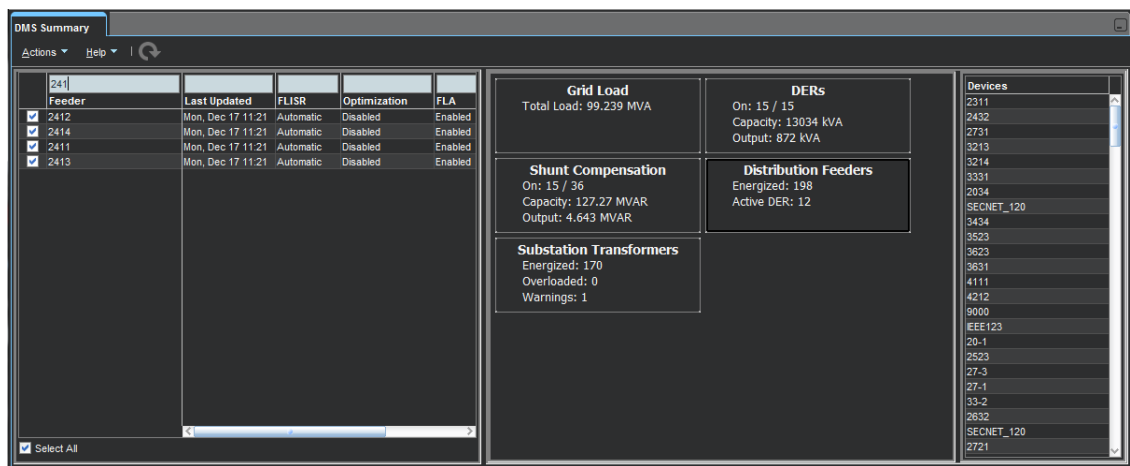 DMS Summary
Actions Help
241
Feeder Last Updated FLISR Optimization FLA
2412 Mon, Dec 17 11:21 Automatic Disabled Enabled
2414 Mon, Dec 17 11:21 Automatic Disabled Enabled
2411 Mon, Dec 17 11:21 Automatic Disabled Enabled
2413 Mon, Dec 17 11:21 Automatic Disabled Enabled
Select All
Grid Load
Total Load: 99.239 MVA
DERs
On: 15 / 15
Capacity: 13034 kVA
Output: 872 kVA
Shunt Compensation
On: 15 / 36
Capacity: 127.27 MVAR
Output: 4.643 MVAR
Distribution Feeders
Energized: 198
Active DER: 12
Substation Transformers
Energized: 170
Overloaded: 0
Warnings: 1
Devices
2311
2432
2731
3213
3214
3331
2034
SECNET_120
3434
3523
3623
3631
4111
4212
9000
IEEE123
20-1
2523
27-3
27-1
33-2
2632
SECNET_120
2721